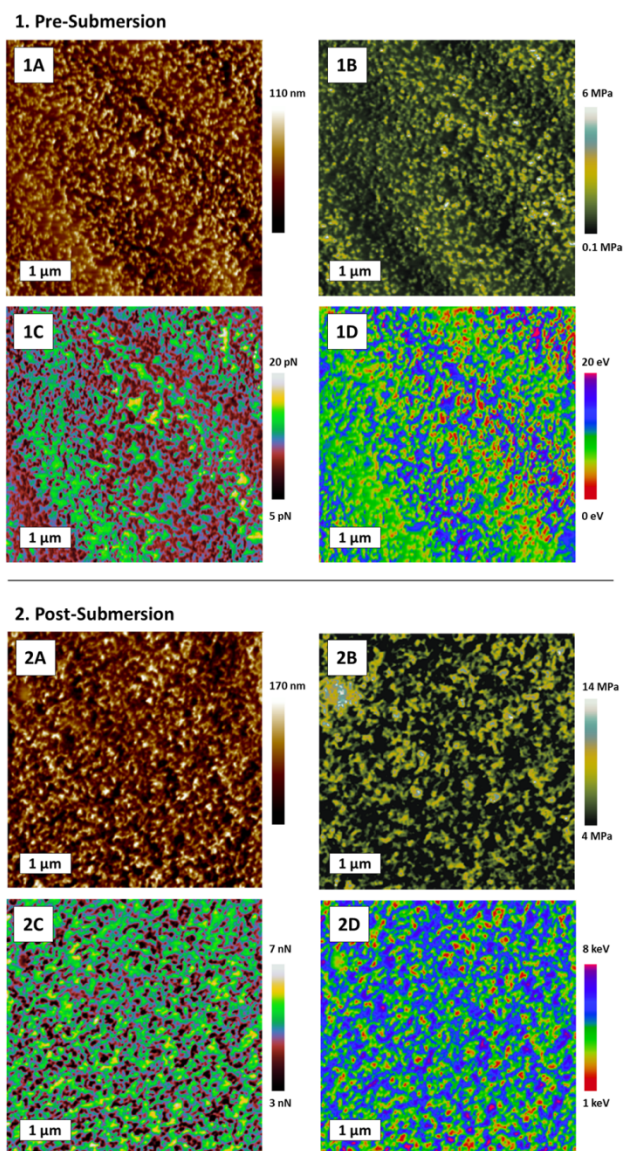 1. Pre-Submersion
1A
110 nm
1 µm
1B
6 MPa
0.1 MPa
1 µm
1C
20 pN
5 pN
1 µm
1D
20 eV
0 eV
1 µm
2. Post-Submersion
2A
170 nm
1 µm
2B
14 MPa
4 MPa
1 µm
2C
7 nN
3 nN
1 µm
2D
8 keV
1 keV
1 µm